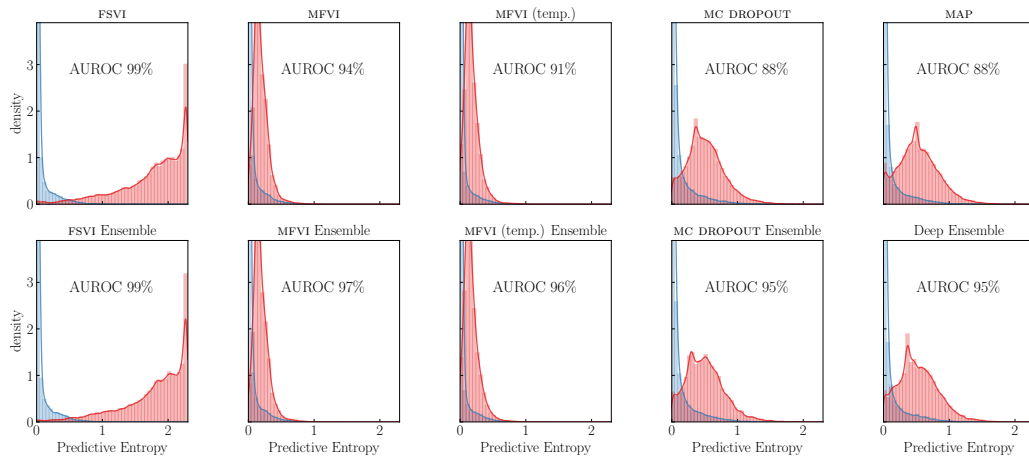 FSVI
MFVI
MFVI (temp.)
MC DROPOUT
MAP
3
2
1
0
density
AUROC 99%
AUROC 94%
AUROC 91%
AUROC 88%
AUROC 88%
FSVI Ensemble
MFVI Ensemble
MFVI (temp.) Ensemble
MC DROPOUT Ensemble
Deep Ensemble
3
2
1
0
density
AUROC 99%
AUROC 97%
AUROC 96%
AUROC 95%
AUROC 95%
0 1 2
0 1 2
0 1 2
0 1 2
0 1 2
Predictive Entropy
Predictive Entropy
Predictive Entropy
Predictive Entropy
Predictive Entropy